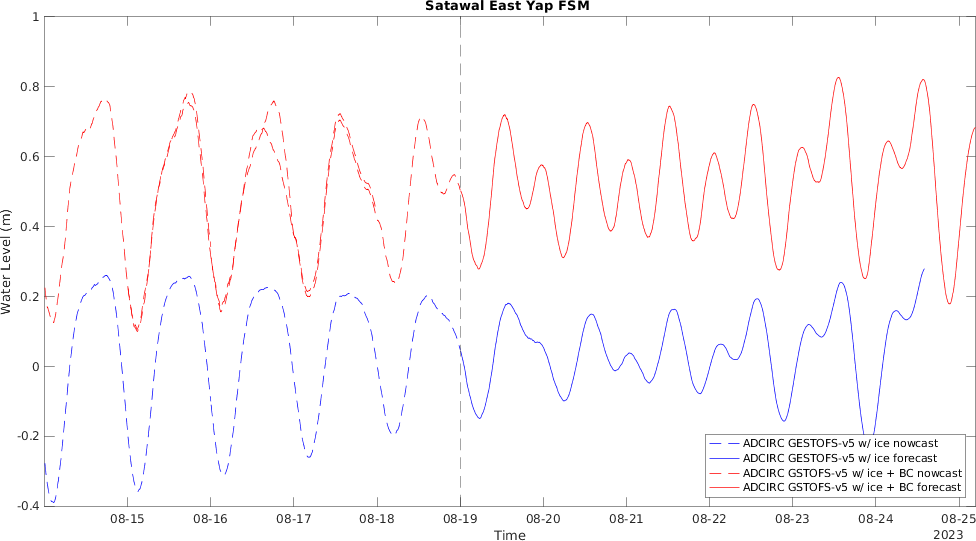 Satawal East Yap FSM
1
0.8
0.6
0.4
0.2
0
-0.2
-0.4
Water Level (m)
ADCIRC GESTOFS-v5 w/ ice nowcast
ADCIRC GESTOFS-v5 w/ ice forecast
ADCIRC GSTOFS-v5 w/ ice + BC nowcast
ADCIRC GSTOFS-v5 w/ ice + BC forecast
08-15 08-16 08-17 08-18 08-19 08-20 08-21 08-22 08-23 08-24 08-25
Time 2023